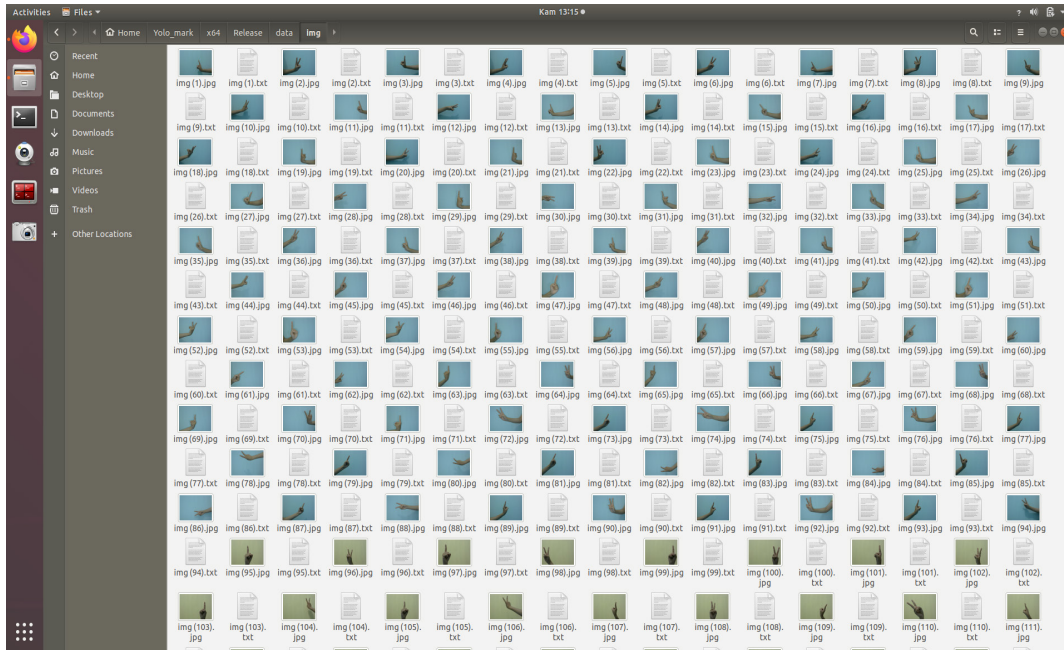 Activities Files Kam 13:15
Home Yolo_mark x64 Release data img
Recent
Home
Desktop
Documents
Downloads
Music
Pictures
Videos
Trash
Other Locations
img (1).jpg img (1).txt img (2).jpg img (2).txt img (3).jpg img (3).txt img (4).jpg img (4).txt img (5).jpg img (5).txt img (6).jpg img (6).txt img (7).jpg img (7).txt img (8).jpg img (8).txt img (9).jpg
img (9).txt img (10).jpg img (10).txt img (11).jpg img (11).txt img (12).jpg img (12).txt img (13).jpg img (13).txt img (14).jpg img (14).txt img (15).jpg img (15).txt img (16).jpg img (16).txt img (17).jpg img (17).txt
img (18).jpg img (18).txt img (19).jpg img (19).txt img (20).jpg img (20).txt img (21).jpg img (21).txt img (22).jpg img (22).txt img (23).jpg img (23).txt img (24).jpg img (24).txt img (25).jpg img (25).txt img (26).jpg
img (26).txt img (27).jpg img (27).txt img (28).jpg img (28).txt img (29).jpg img (29).txt img (30).jpg img (30).txt img (31).jpg img (31).txt img (32).jpg img (32).txt img (33).jpg img (33).txt img (34).jpg img (34).txt
img (35).jpg img (35).txt img (36).jpg img (36).txt img (37).jpg img (37).txt img (38).jpg img (38).txt img (39).jpg img (39).txt img (40).jpg img (40).txt img (41).jpg img (41).txt img (42).jpg img (42).txt img (43).jpg
img (43).txt img (44).jpg img (44).txt img (45).jpg img (45).txt img (46).jpg img (46).txt img (47).jpg img (47).txt img (48).jpg img (48).txt img (49).jpg img (49).txt img (50).jpg img (50).txt img (51).jpg img (51).txt
img (52).jpg img (52).txt img (53).jpg img (53).txt img (54).jpg img (54).txt img (55).jpg img (55).txt img (56).jpg img (56).txt img (57).jpg img (57).txt img (58).jpg img (58).txt img (59).jpg img (59).txt img (60).jpg
img (60).txt img (61).jpg img (61).txt img (62).jpg img (62).txt img (63).jpg img (63).txt img (64).jpg img (64).txt img (65).jpg img (65).txt img (66).jpg img (66).txt img (67).jpg img (67).txt img (68).jpg img (68).txt
img (69).jpg img (69).txt img (70).jpg img (70).txt img (71).jpg img (71).txt img (72).jpg img (72).txt img (73).jpg img (73).txt img (74).jpg img (74).txt img (75).jpg img (75).txt img (76).jpg img (76).txt img (77).jpg
img (77).txt img (78).jpg img (78).txt img (79).jpg img (79).txt img (80).jpg img (80).txt img (81).jpg img (81).txt img (82).jpg img (82).txt img (83).jpg img (83).txt img (84).jpg img (84).txt img (85).jpg img (85).txt
img (86).jpg img (86).txt img (87).jpg img (87).txt img (88).jpg img (88).txt img (89).jpg img (89).txt img (90).jpg img (90).txt img (91).jpg img (91).txt img (92).jpg img (92).txt img (93).jpg img (93).txt img (94).jpg
img (94).txt img (95).jpg img (95).txt img (96).jpg img (96).txt img (97).jpg img (97).txt img (98).jpg img (98).txt img (99).jpg img (99).txt img (100). img (100). img (101). img (101). img (102). img (102).
jpg txt jpg txt jpg txt
img (103). img (103). img (104). img (104). img (105). img (105). img (106). img (106). img (107). img (107). img (108). img (108). img (109). img (109). img (110). img (110). img (111).
jpg txt jpg txt jpg txt jpg txt jpg txt jpg txt jpg txt jpg txt jpg